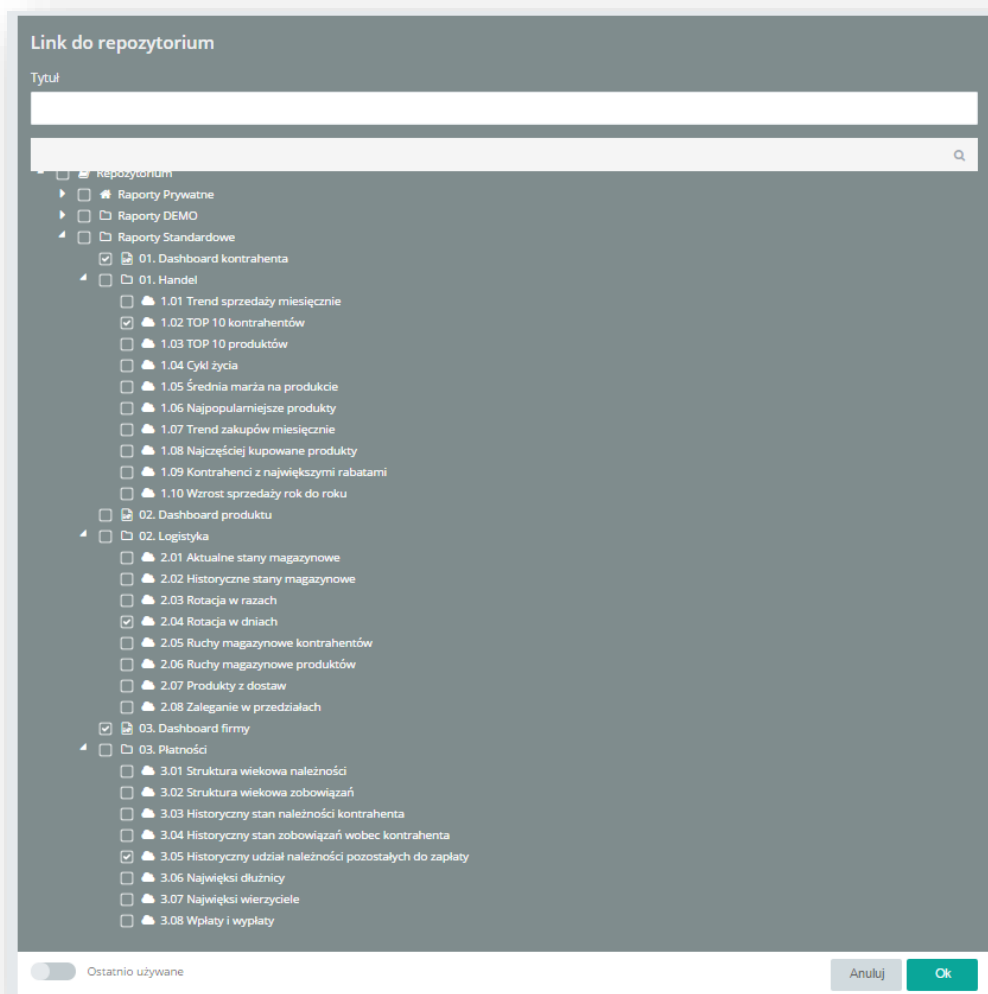 Link do repozytorium
Tytuł
Repozytorium
Raporty Prywatne
Raporty DEMO
Raporty Standardowe
01. Dashboard kontrahenta
01. Handel
1.01 Trend sprzedaży miesięcznie
1.02 TOP 10 kontrahentów
1.03 TOP 10 produktów
1.04 Cykl życia
1.05 Średnia marża na produkcie
1.06 Najpopularniejsze produkty
1.07 Trend zakupów miesięcznie
1.08 Najczęściej kupowane produkty
1.09 Kontrahenci z największymi rabatami
1.10 Wzrost sprzedaży rok do roku
02. Dashboard produktu
02. Logistyka
2.01 Aktualne stany magazynowe
2.02 Historyczne stany magazynowe
2.03 Rotacja w razach
2.04 Rotacja w dniach
2.05 Ruchy magazynowe kontrahentów
2.06 Ruchy magazynowe produktów
2.07 Produkty z dostaw
2.08 Zaleganie w przedziałach
03. Dashboard firmy
03. Płatności
3.01 Struktura wiekowa należności
3.02 Struktura wiekowa zobowiązań
3.03 Historyczny stan należności kontrahenta
3.04 Historyczny stan zobowiązań wobec kontrahenta
3.05 Historyczny udział należności pozostałych do zapłaty
3.06 Najwięksi dłużnicy
3.07 Najwięksi wierzyciele
3.08 Wpłaty i wypłaty
Ostatnio używane
Anuluj
Ok